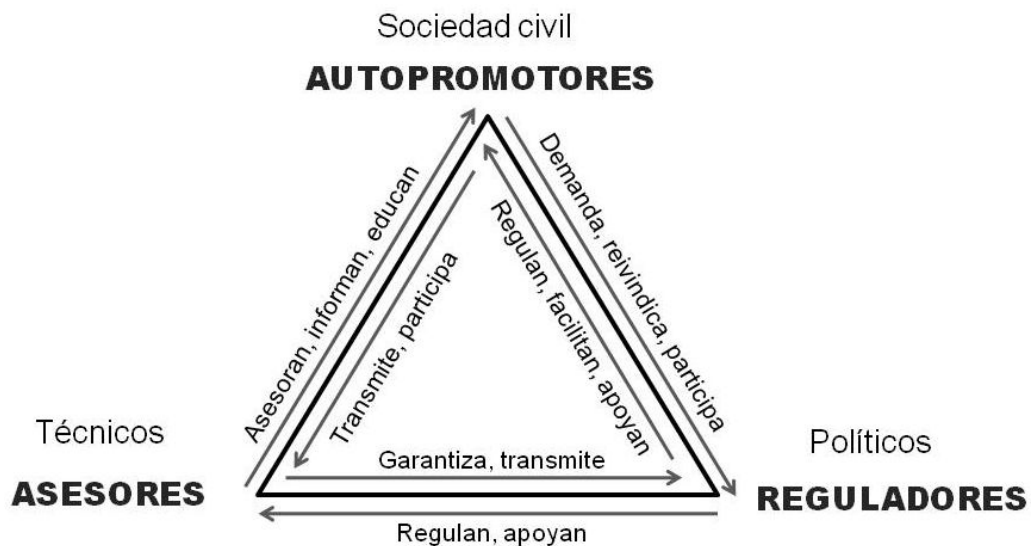 Sociedad civil
AUTOPROMOTORES
Asesoran, informan, educan
Transmite, participa
Regulan, facilitan, apoyan
Demanda, reivindica, participa
Técnicos
ASESORES
Garantiza, transmite
Regulan, apoyan
Políticos
REGULADORES